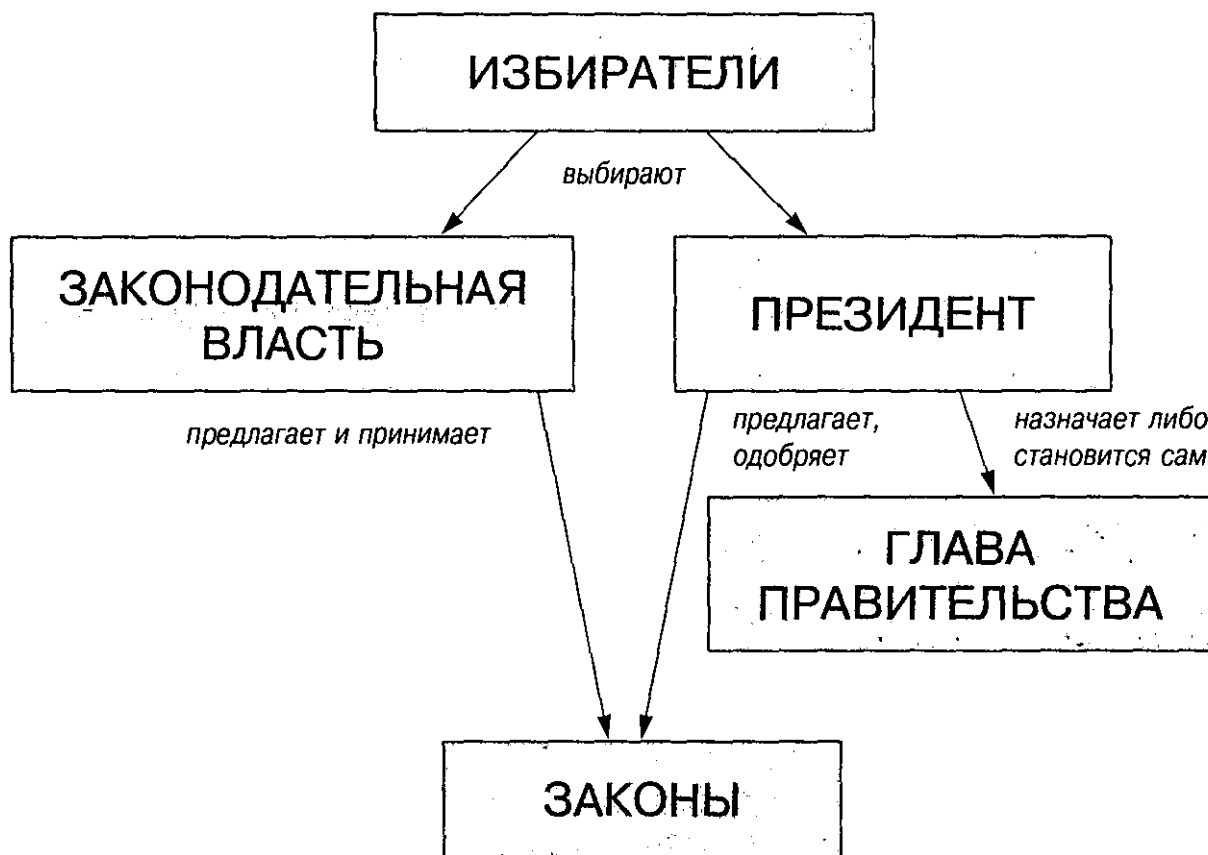 ИЗБИРАТЕЛИ
выбирают
ЗАКОНОДАТЕЛЬНАЯ
ВЛАСТЬ
ПРЕЗИДЕНТ
предлагает и принимает
предлагает,
одобряет
назначает либо
становится сам
ГЛАВА
ПРАВИТЕЛЬСТВА
ЗАКОНЫ